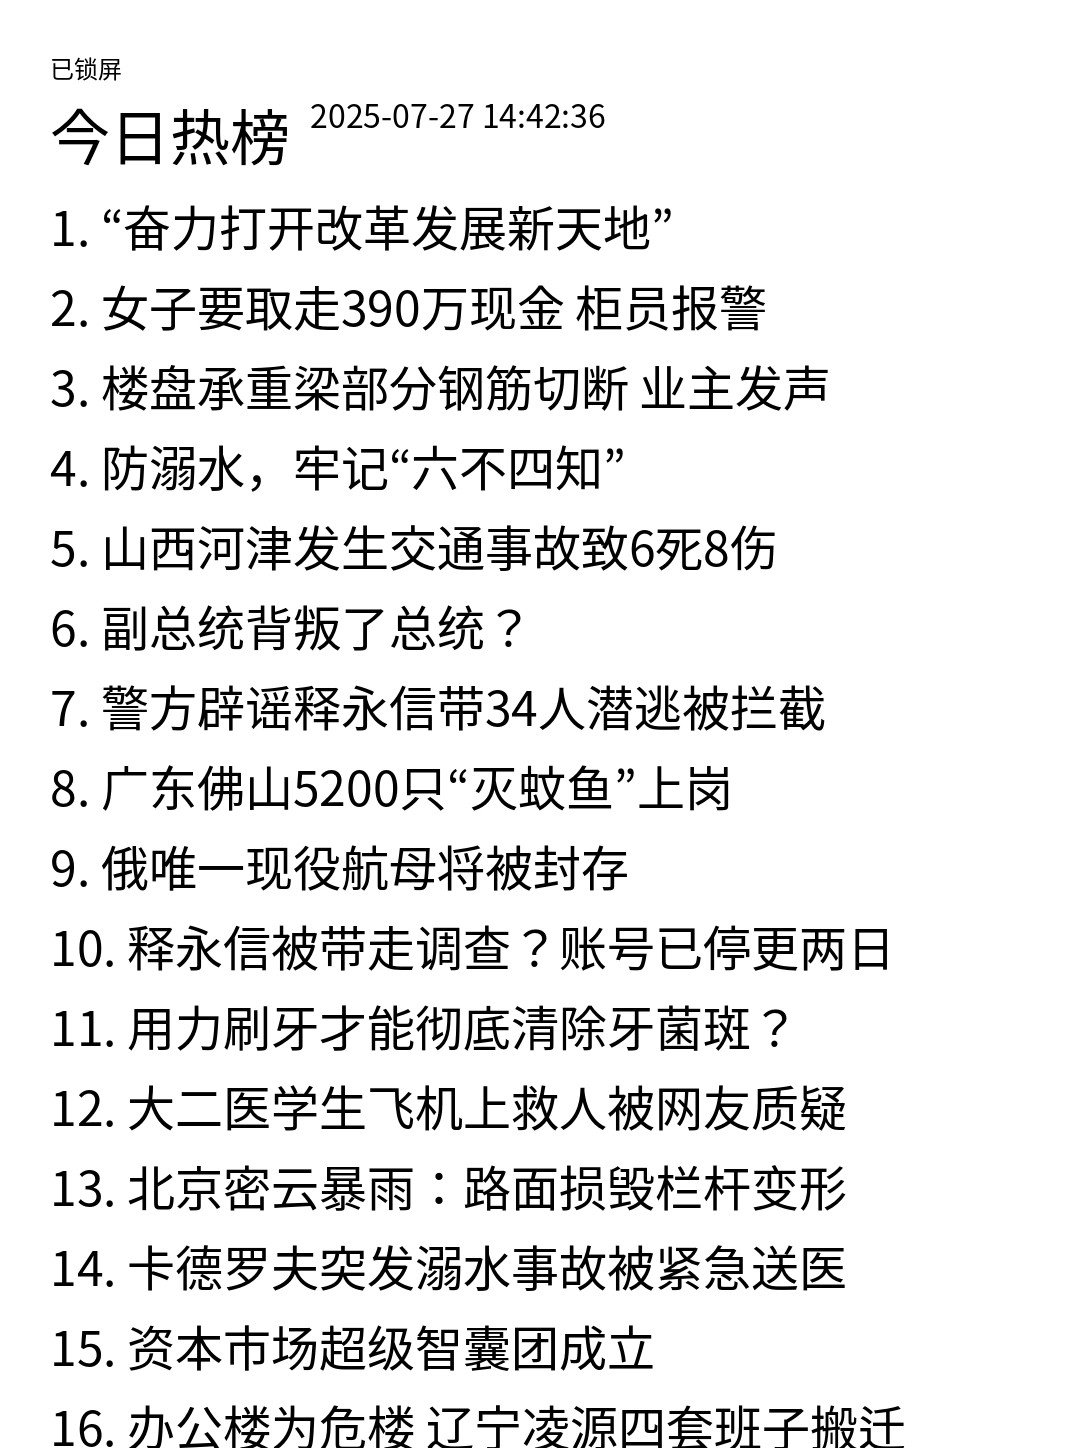 已锁屏
今日热榜 2025-07-27 14:42:36
1. “奋力打开改革发展新天地”
2. 女子要取走390万现金 柜员报警
3. 楼盘承重梁部分钢筋切断 业主发声
4. 防溺水，牢记“六不四知”
5. 山西河津发生交通事故致6死8伤
6. 副总统背叛了总统？
7. 警方辟谣释永信带34人潜逃被拦截
8. 广东佛山5200只“灭蚊鱼”上岗
9. 俄唯一现役航母将被封存
10. 释永信被带走调查？账号已停更两日
11. 用力刷牙才能彻底清除牙菌斑？
12. 大二医学生飞机上救人被网友质疑
13. 北京密云暴雨：路面损毁栏杆变形
14. 卡德罗夫突发溺水事故被紧急送医
15. 资本市场超级智囊团成立
16. 办公楼为危楼 辽宁凌源四套班子搬迁